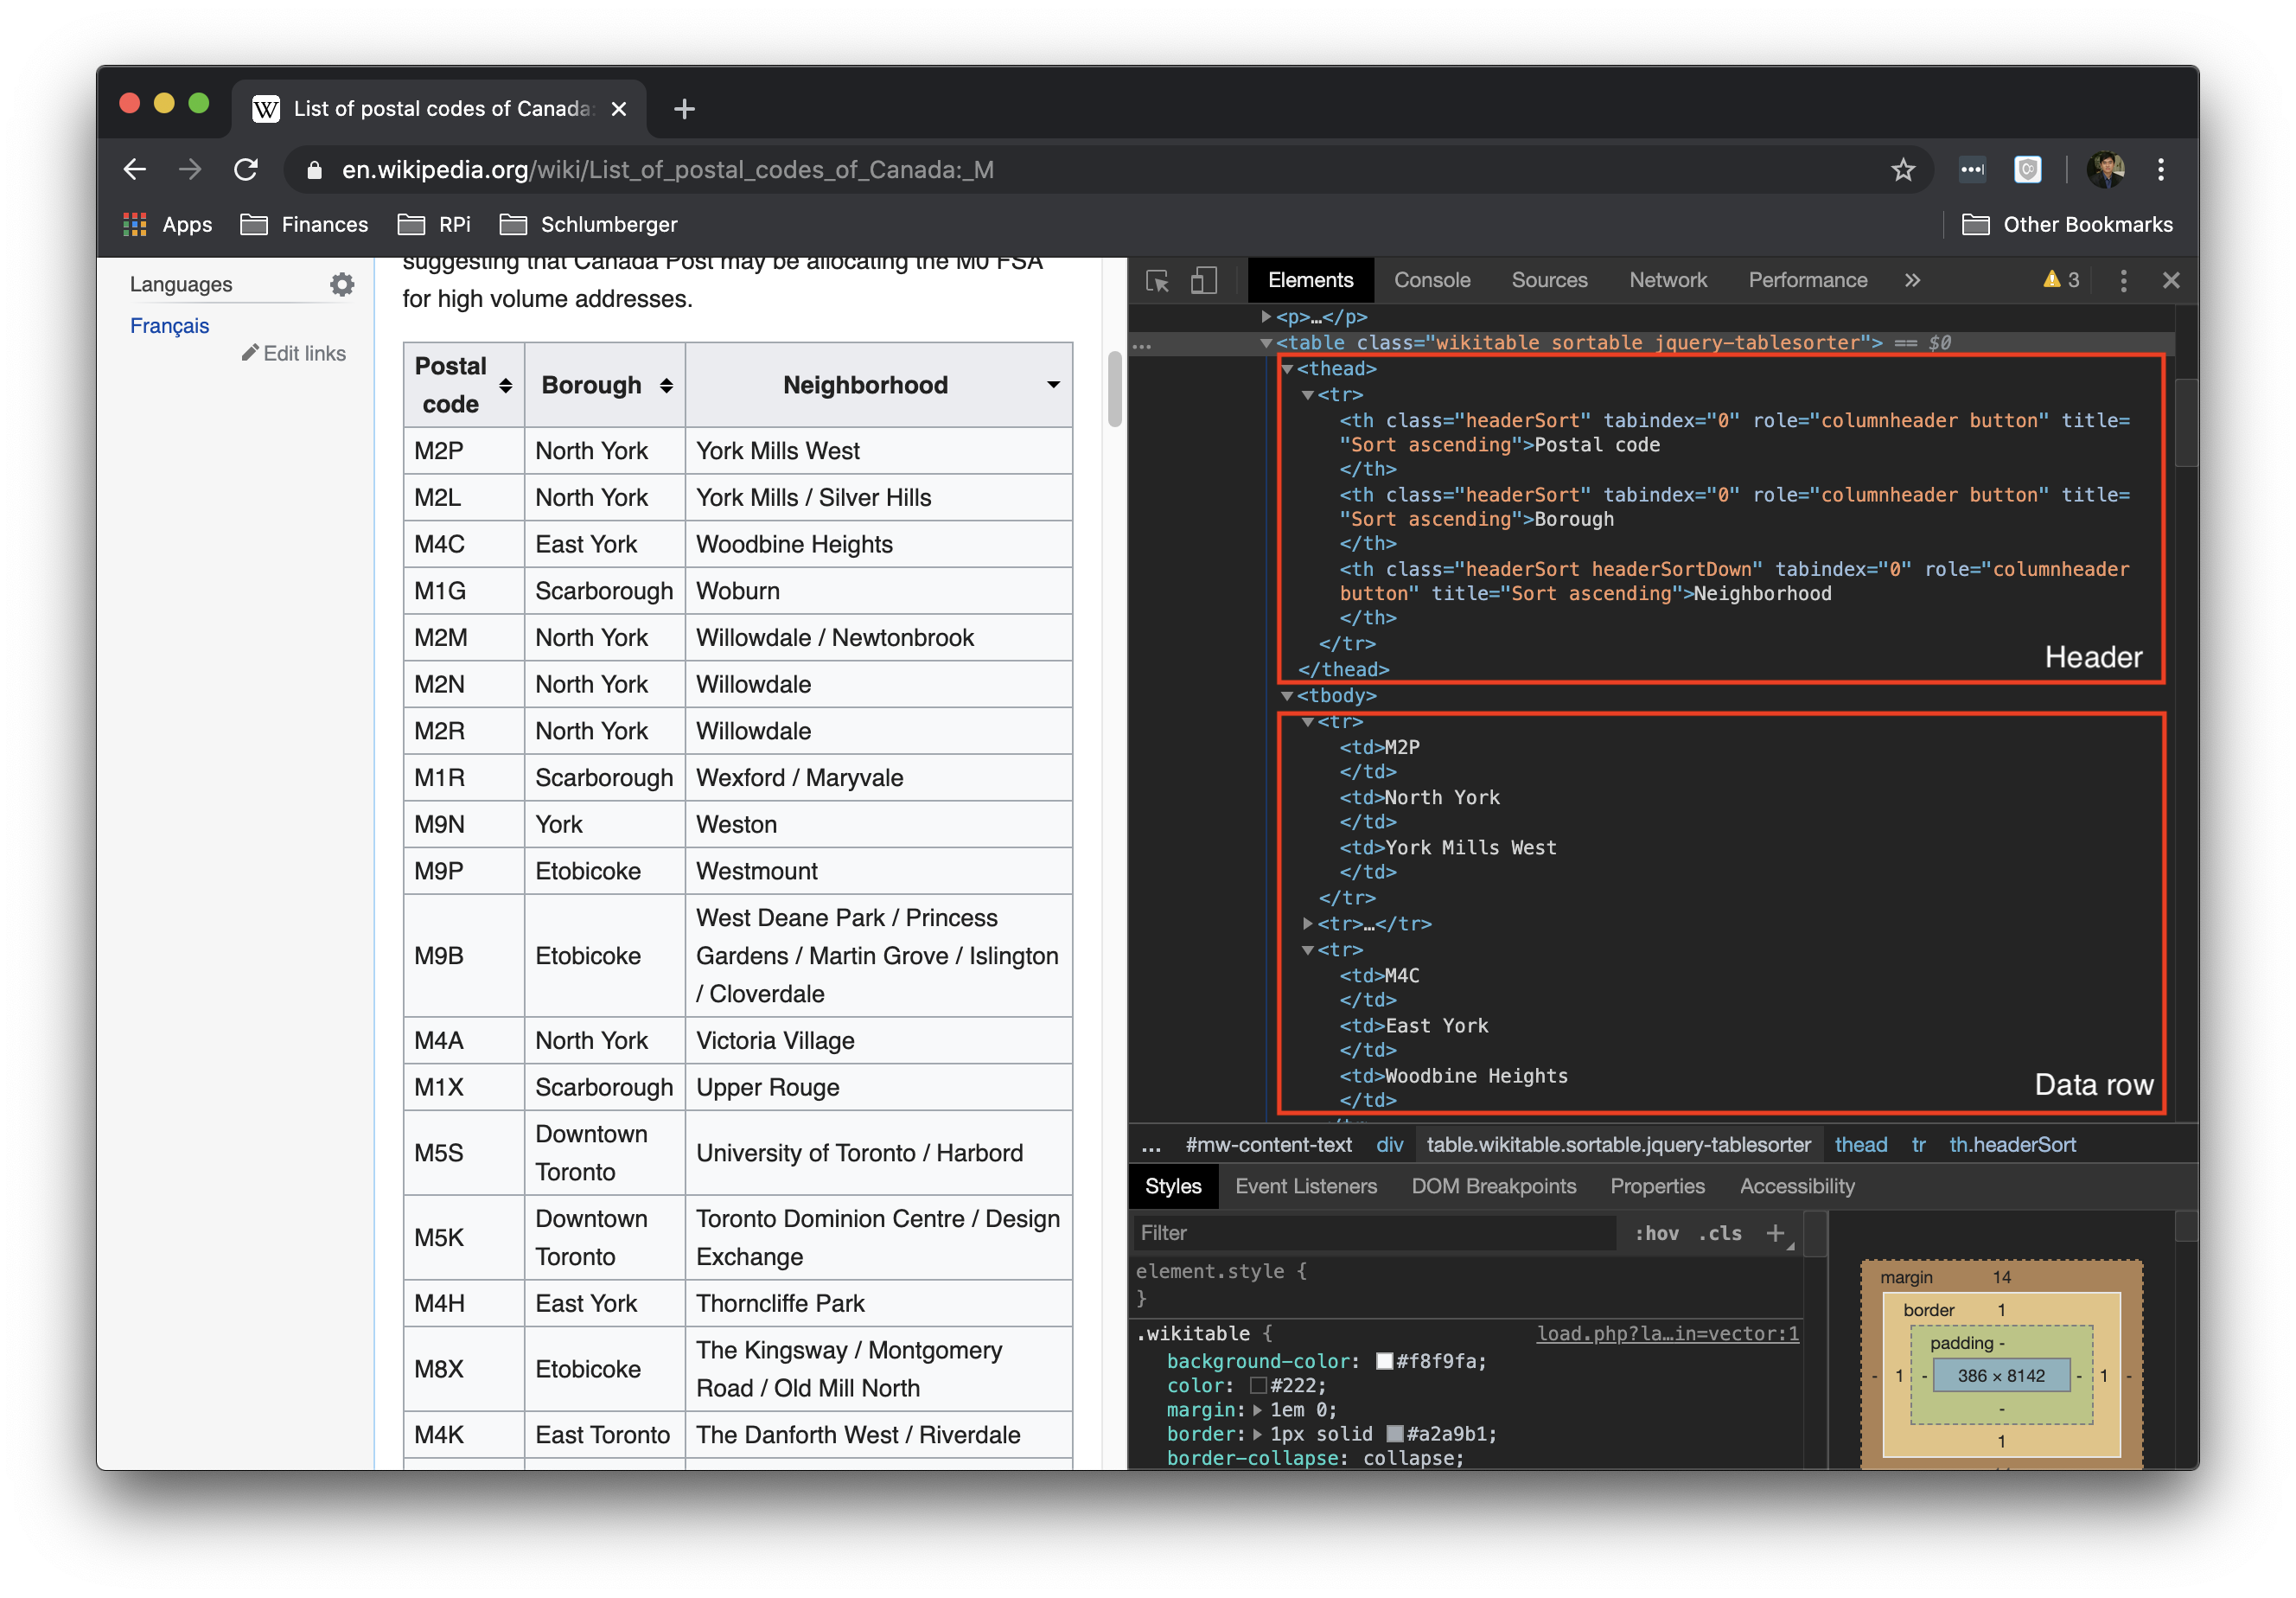 List of postal codes of Canada:
en.wikipedia.org/wiki/List_of_postal_codes_of_Canada:_M
Apps Finances RPi Schlumberger Other Bookmarks
Languages
Français
Edit links
suggesting that Canada Post may be allocating the M0 FSA
for high volume addresses.
Postal code Borough Neighborhood
M2P North York York Mills West
M2L North York York Mills / Silver Hills
M4C East York Woodbine Heights
M1G Scarborough Woburn
M2M North York Willowdale / Newtonbrook
M2N North York Willowdale
M2R North York Willowdale
M1R Scarborough Wexford / Maryvale
M9N York Weston
M9P Etobicoke Westmount
M9B Etobicoke West Deane Park / Princess
Gardens / Martin Grove / Islington
/ Cloverdale
M4A North York Victoria Village
M1X Scarborough Upper Rouge
M5S Downtown Toronto University of Toronto / Harbord
M5K Downtown Toronto Toronto Dominion Centre / Design
Exchange
M4H East York Thorncliffe Park
M8X Etobicoke The Kingsway / Montgomery
Road / Old Mill North
M4K East Toronto The Danforth West / Riverdale
Elements Console Sources Network Performance » 3
<p>…</p>
… <table class="wikitable sortable jquery-tablesorter"> == $0
<thead>
<tr>
<th class="headerSort" tabindex="0" role="columnheader button" title=
"Sort ascending">Postal code
</th>
<th class="headerSort" tabindex="0" role="columnheader button" title=
"Sort ascending">Borough
</th>
<th class="headerSort headerSortDown" tabindex="0" role="columnheader
button" title="Sort ascending">Neighborhood
</th>
</tr>
</thead>
Header
<tbody>
<tr>
<td>M2P
</td>
<td>North York
</td>
<td>York Mills West
</td>
</tr>
<tr>…</tr>
<tr>
<td>M4C
</td>
<td>East York
</td>
<td>Woodbine Heights
</td>
Data row
… #mw-content-text div table.wikitable.sortable.jquery-tablesorter thead tr th.headerSort
Styles Event Listeners DOM Breakpoints Properties Accessibility
Filter :hov .cls +
element.style {
}
.wikitable { load.php?la…in=vector:1
background-color: #f8f9fa;
color: #222;
margin: 1em 0;
border: 1px solid #a2a9b1;
border-collapse: collapse;
margin 14
border 1
padding -
- 1 - 386 × 8142 - 1 -
-
1